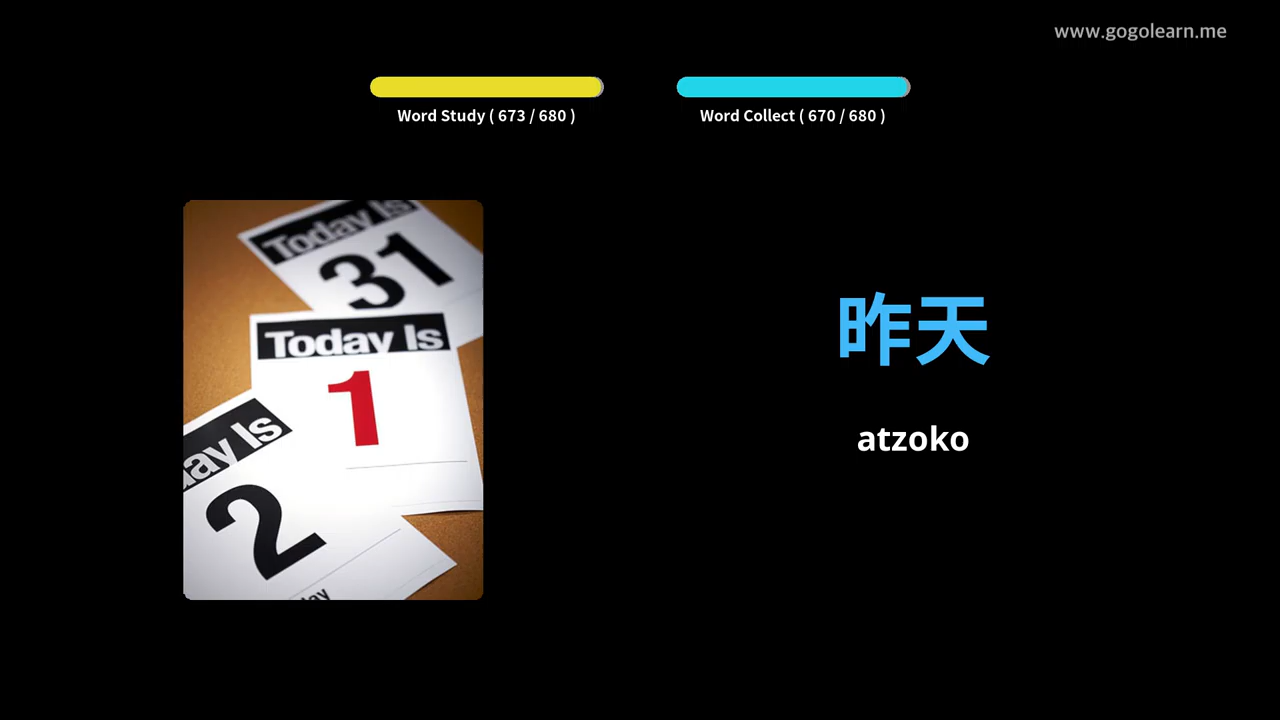 www.gogolearn.me
Word Study ( 673 / 680 )
Word Collect ( 670 / 680 )
Today Is
31
Today Is
1
ay Is
2
昨天
atzoko